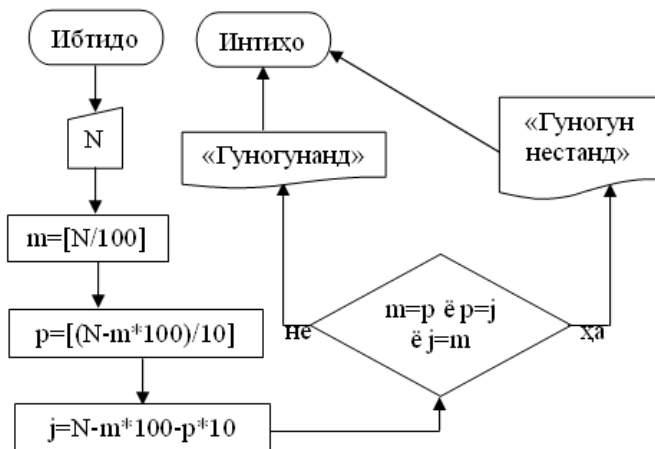 Ибтидо
N
m=[N/100]
p=[(N-m*100)/10]
j=N-m*100-p*10
m=p ё p=j
ё j=m
не
ҳа
«Гуногунанд»
«Гуногун
нестанд»
Интиҳо